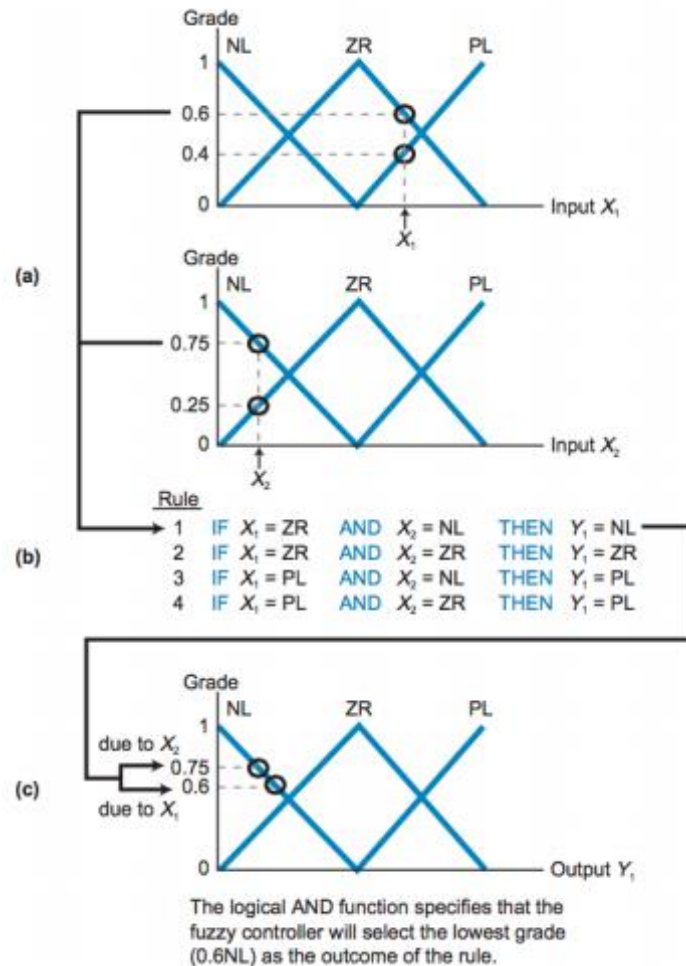 Grade
NL ZR PL
1
0.6
0.4
0
Input X₁
X₁
(a)
Grade
NL ZR PL
1
0.75
0.25
0
Input X₂
X₂
Rule
1 IF X₁ = ZR AND X₂ = NL THEN Y₁ = NL
(b)
2 IF X₁ = ZR AND X₂ = ZR THEN Y₁ = ZR
3 IF X₁ = PL AND X₂ = NL THEN Y₁ = PL
4 IF X₁ = PL AND X₂ = ZR THEN Y₁ = PL
Grade
NL ZR PL
1
due to X₂
0.75
(c)
0.6
due to X₁
0
Output Y₁
The logical AND function specifies that the
fuzzy controller will select the lowest grade
(0.6NL) as the outcome of the rule.